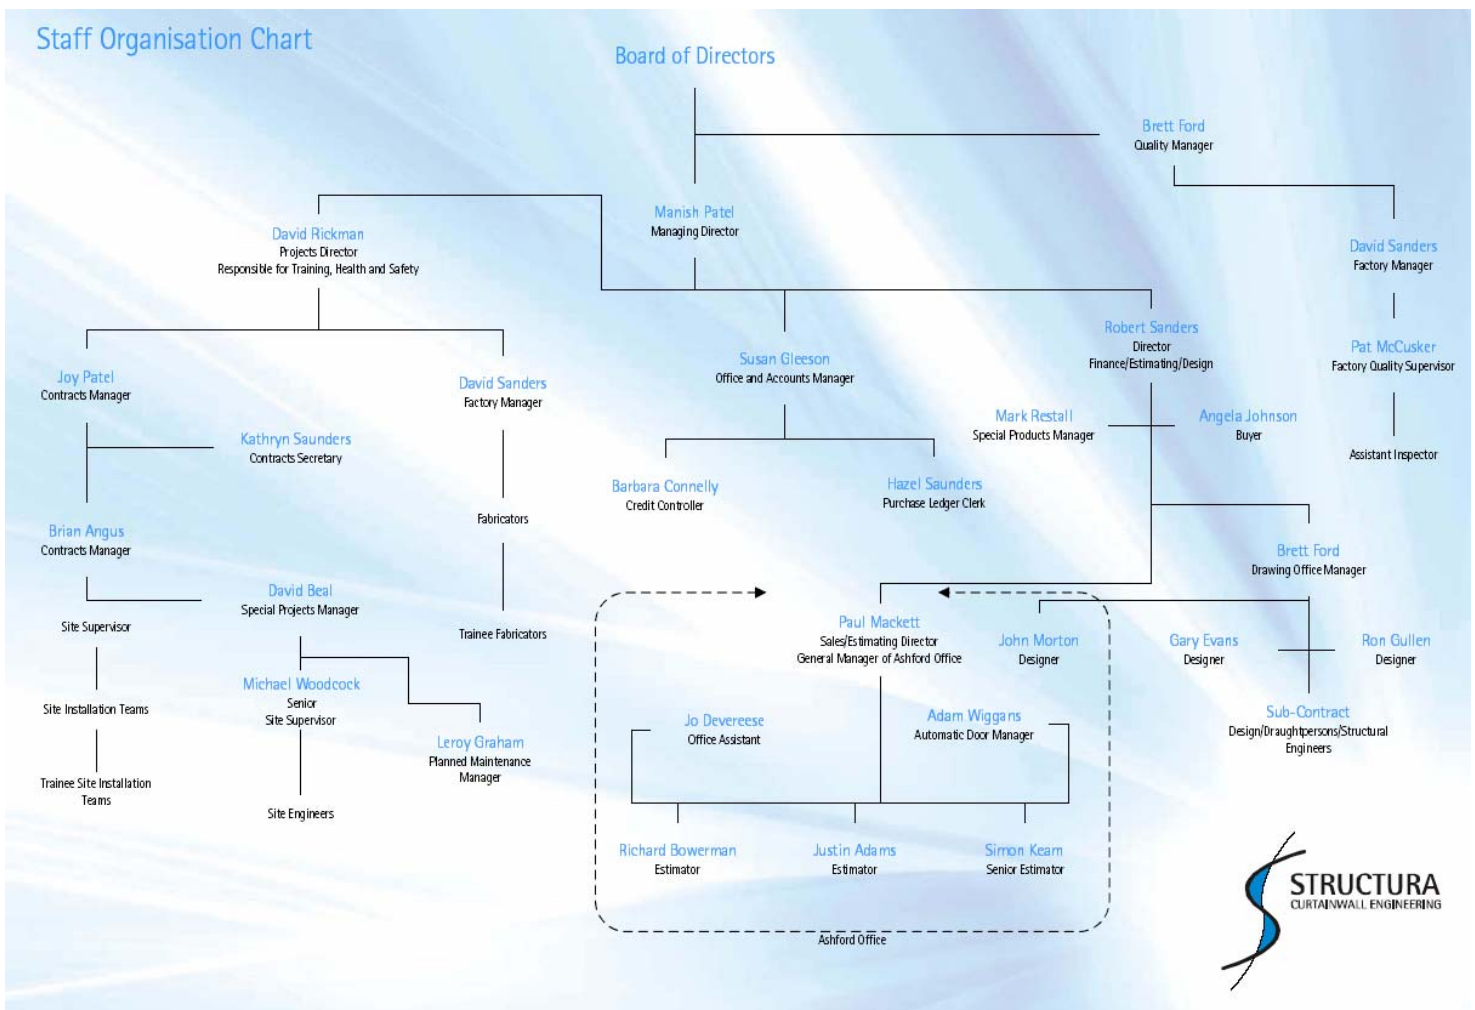 Staff Organisation Chart
Board of Directors
Brett Ford
Quality Manager
Manish Patel
Managing Director
David Rickman
Projects Director
Responsible for Training, Health and Safety
David Sanders
Factory Manager
Robert Sanders
Director
Finance/Estimating/Design
Pat McCusker
Factory Quality Supervisor
Susan Gleeson
Office and Accounts Manager
Joy Patel
Contracts Manager
David Sanders
Factory Manager
Mark Restall
Special Products Manager
Angela Johnson
Buyer
Kathryn Saunders
Contracts Secretary
Assistant Inspector
Barbara Connelly
Credit Controller
Hazel Saunders
Purchase Ledger Clerk
Fabricators
Brian Angus
Contracts Manager
Brett Ford
Drawing Office Manager
David Beal
Special Projects Manager
Site Supervisor
Trainee Fabricators
Paul Mackett
Sales/Estimating Director
General Manager of Ashford Office
John Morton
Designer
Gary Evans
Designer
Ron Gullen
Designer
Michael Woodcock
Senior
Site Supervisor
Site Installation Teams
Jo Devereese
Office Assistant
Adam Wiggans
Automatic Door Manager
Sub-Contract
Design/Draughtpersons/Structural
Engineers
Leroy Graham
Planned Maintenance
Manager
Trainee Site Installation
Teams
Site Engineers
Richard Bowerman
Estimator
Justin Adams
Estimator
Simon Kearn
Senior Estimator
Ashford Office
STRUCTURA
CURTAINWALL ENGINEERING